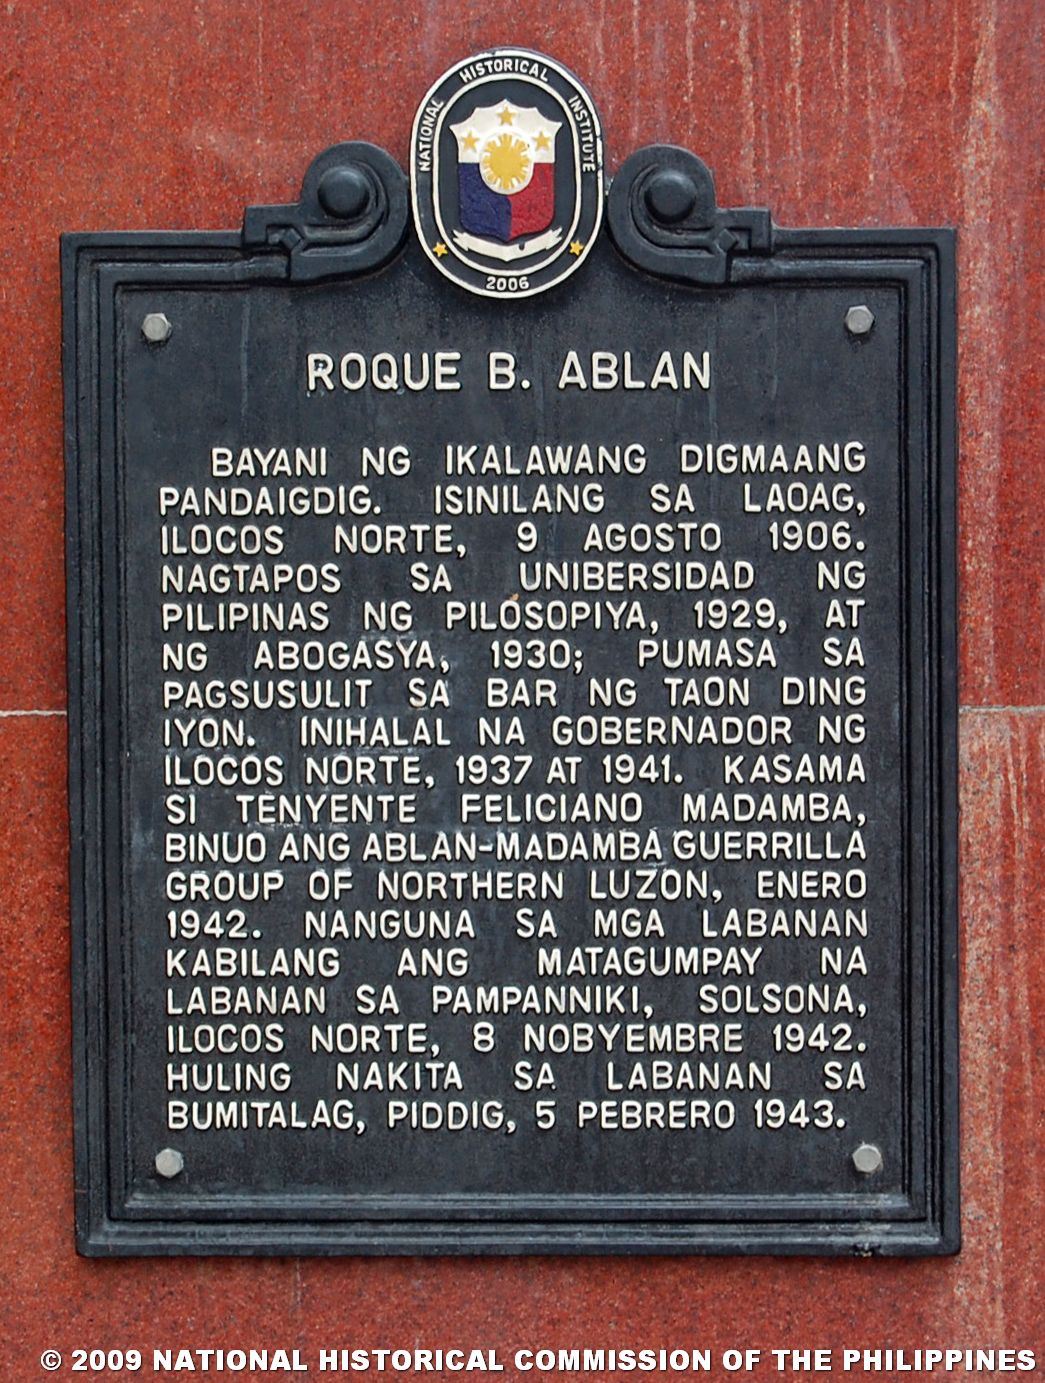 NATIONAL HISTORICAL INSTITUTE
2006
ROQUE B. ABLAN
BAYANI NG IKALAWANG DIGMAANG
PANDAIGDIG. ISINILANG SA LAOAG,
ILOCOS NORTE, 9 AGOSTO 1906.
NAGTAPOS SA UNIBERSIDAD NG
PILIPINAS NG PILOSOPIYA, 1929, AT
NG ABOGASYA, 1930; PUMASA SA
PAGSUSULIT SA BAR NG TAON DING
IYON. INIHALAL NA GOBERNADOR NG
ILOCOS NORTE, 1937 AT 1941. KASAMA
SI TENYENTE FELICIANO MADAMBA,
BINUO ANG ABLAN-MADAMBA GUERRILLA
GROUP OF NORTHERN LUZON, ENERO
1942. NANGUNA SA MGA LABANAN
KABILANG ANG MATAGUMPAY NA
LABANAN SA PAMPANNIKI, SOLSONA,
ILOCOS NORTE, 8 NOBYEMBRE 1942.
HULING NAKITA SA LABANAN SA
BUMITALAG, PIDDIG, 5 PEBRERO 1943.
© 2009 NATIONAL HISTORICAL COMMISSION OF THE PHILIPPINES